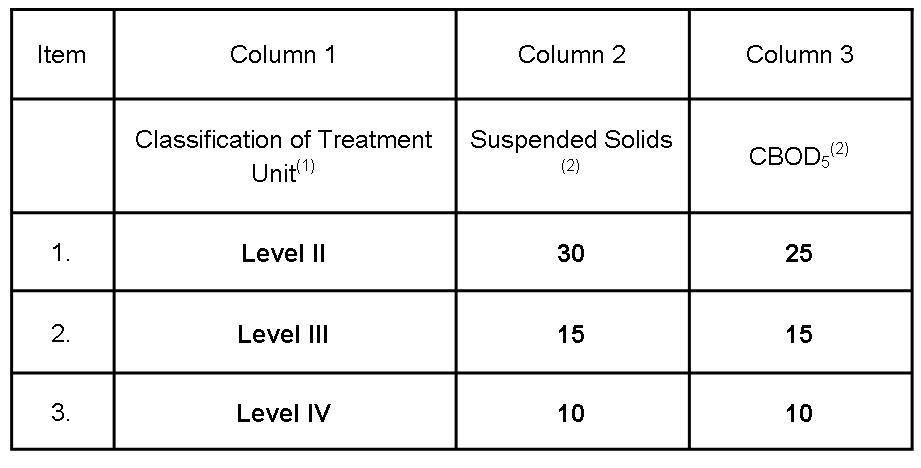 Item Column 1 Column 2 Column 3
Classification of Treatment
Unit(1)
Suspended Solids
(2)
CBOD5(2)
1. Level II 30 25
2. Level III 15 15
3. Level IV 10 10